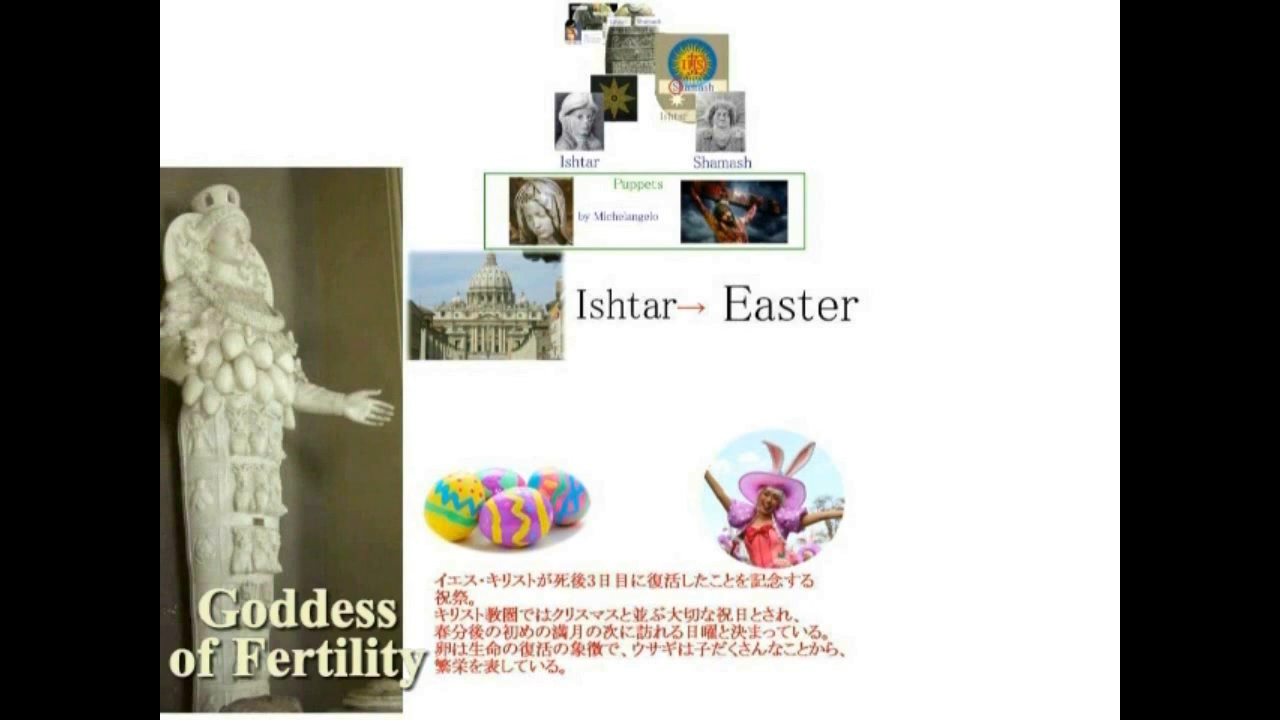 IHS
Shamash
Ishtar
Ishtar
Shamash
Puppets
by Michelangelo
Ishtar→ Easter
イエス・キリストが死後3日目に復活したことを記念する
祝祭。
キリスト教圏ではクリスマスと並ぶ大切な祝日とされ、
春分後の初めの満月の次に訪れる日曜と決まっている。
卵は生命の復活の象徴で、ウサギは子だくさんなことから、
繁栄を表している。
Goddess
of Fertility